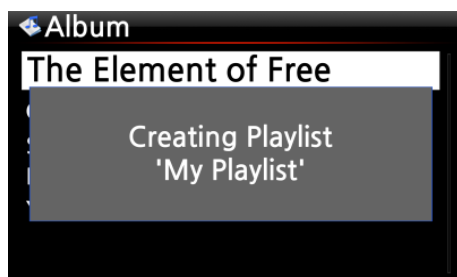 Album
The Element of Free
Creating Playlist
'My Playlist'